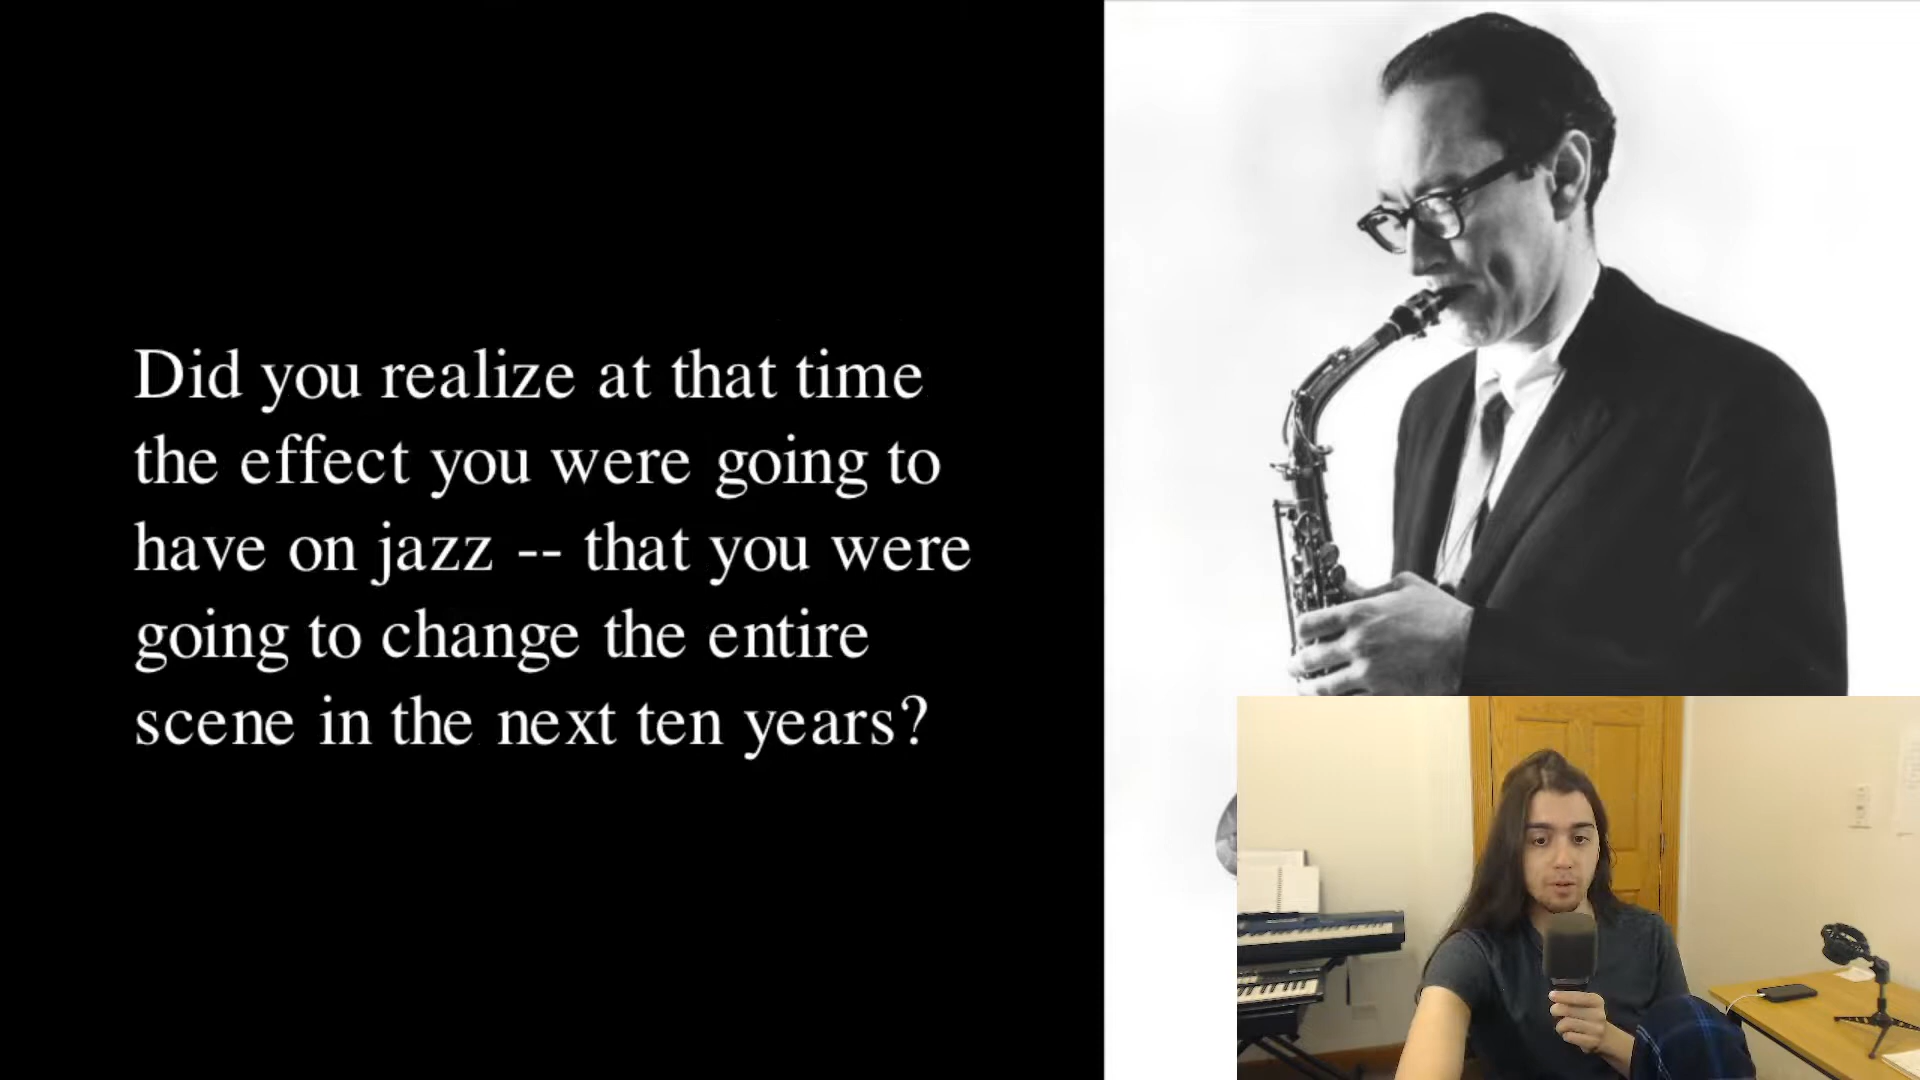 Did you realize at that time
the effect you were going to
have on jazz -- that you were
going to change the entire
scene in the next ten years?